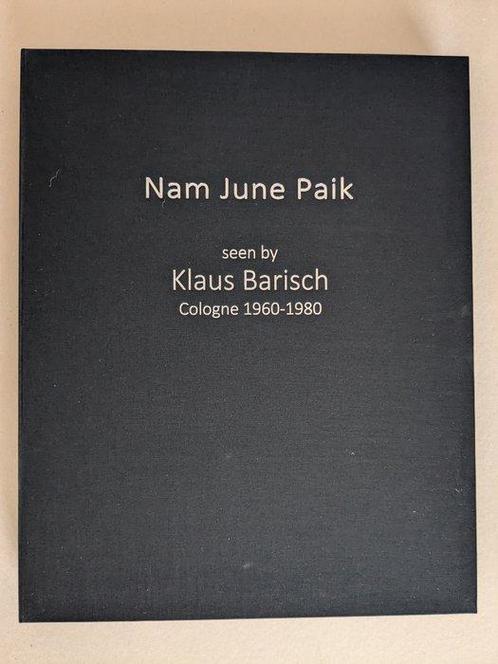 Nam June Paik
seen by
Klaus Barisch
Cologne 1960-1980